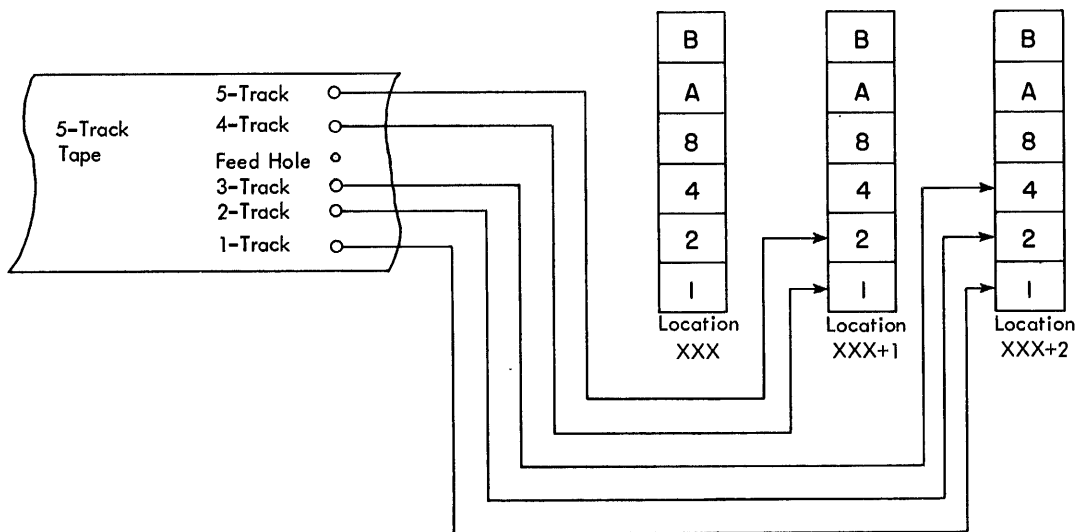 5-Track
Tape
5-Track
4-Track
Feed Hole
3-Track
2-Track
1-Track
B
A
8
4
2
1
Location
XXX
B
A
8
4
2
1
Location
XXX+1
B
A
8
4
2
1
Location
XXX+2